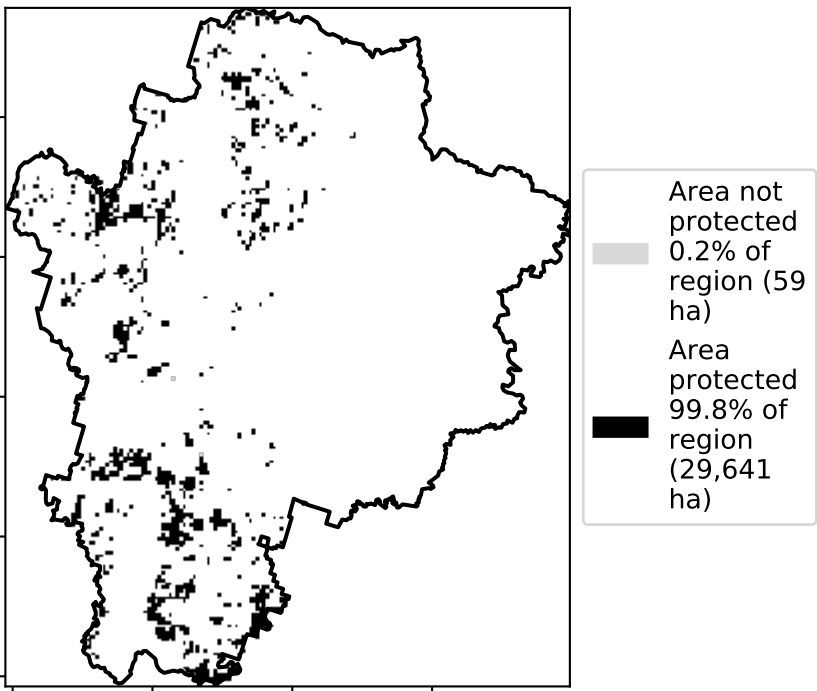 Area not
protected
0.2% of
region (59
ha)
Area
protected
99.8% of
region
(29,641
ha)